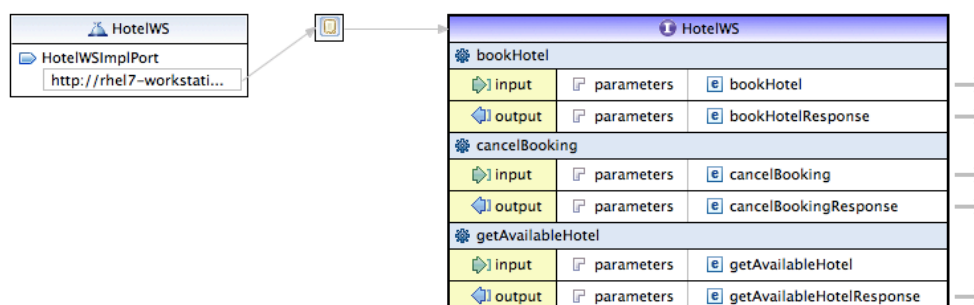 HotelWS
HotelWSImplPort
http://rhel7-workstati...
HotelWS
bookHotel
input parameters e bookHotel
output parameters e bookHotelResponse
cancelBooking
input parameters e cancelBooking
output parameters e cancelBookingResponse
getAvailableHotel
input parameters e getAvailableHotel
output parameters e getAvailableHotelResponse